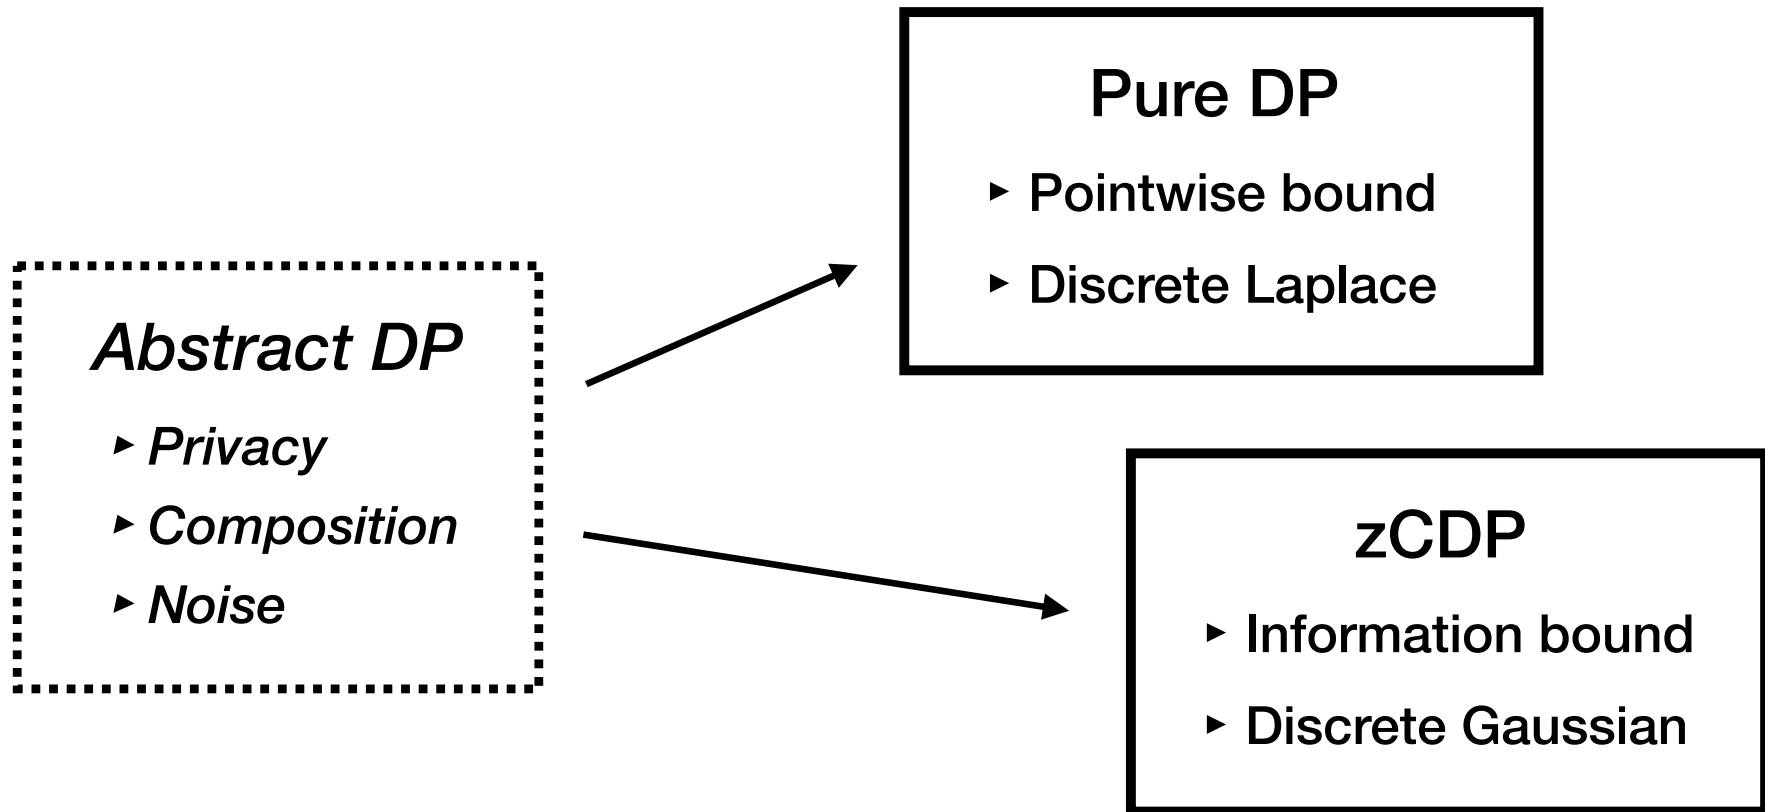 Abstract DP
▸ Privacy
▸ Composition
▸ Noise
Pure DP
▸ Pointwise bound
▸ Discrete Laplace
zCDP
▸ Information bound
▸ Discrete Gaussian